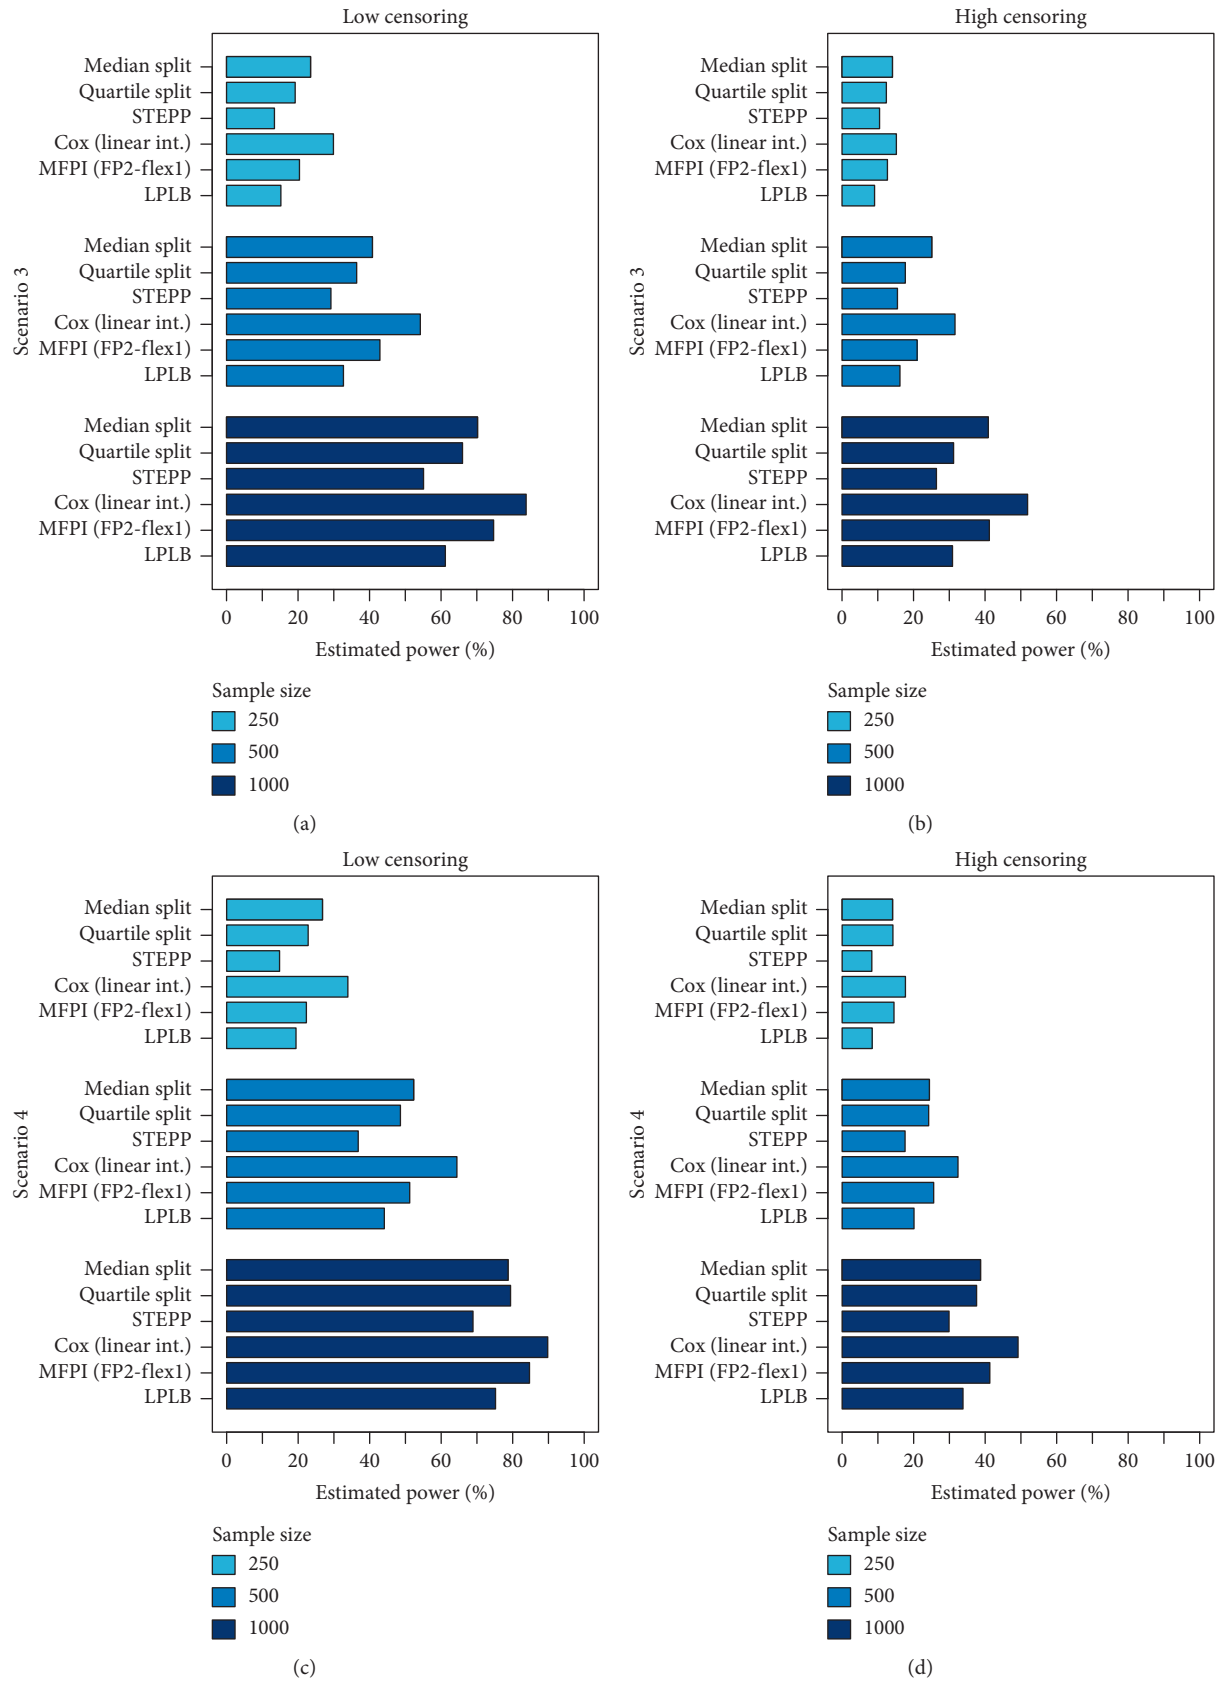 Low censoring
Scenario 3
Median split
Quartile split
STEPP
Cox (linear int.)
MFPI (FP2-flex1)
LPLB
Median split
Quartile split
STEPP
Cox (linear int.)
MFPI (FP2-flex1)
LPLB
Median split
Quartile split
STEPP
Cox (linear int.)
MFPI (FP2-flex1)
LPLB
0 20 40 60 80 100
Estimated power (%)
Sample size
250
500
1000
(a)
High censoring
Scenario 3
Median split
Quartile split
STEPP
Cox (linear int.)
MFPI (FP2-flex1)
LPLB
Median split
Quartile split
STEPP
Cox (linear int.)
MFPI (FP2-flex1)
LPLB
Median split
Quartile split
STEPP
Cox (linear int.)
MFPI (FP2-flex1)
LPLB
0 20 40 60 80 100
Estimated power (%)
Sample size
250
500
1000
(b)
Low censoring
Scenario 4
Median split
Quartile split
STEPP
Cox (linear int.)
MFPI (FP2-flex1)
LPLB
Median split
Quartile split
STEPP
Cox (linear int.)
MFPI (FP2-flex1)
LPLB
Median split
Quartile split
STEPP
Cox (linear int.)
MFPI (FP2-flex1)
LPLB
0 20 40 60 80 100
Estimated power (%)
Sample size
250
500
1000
(c)
High censoring
Scenario 4
Median split
Quartile split
STEPP
Cox (linear int.)
MFPI (FP2-flex1)
LPLB
Median split
Quartile split
STEPP
Cox (linear int.)
MFPI (FP2-flex1)
LPLB
Median split
Quartile split
STEPP
Cox (linear int.)
MFPI (FP2-flex1)
LPLB
0 20 40 60 80 100
Estimated power (%)
Sample size
250
500
1000
(d)